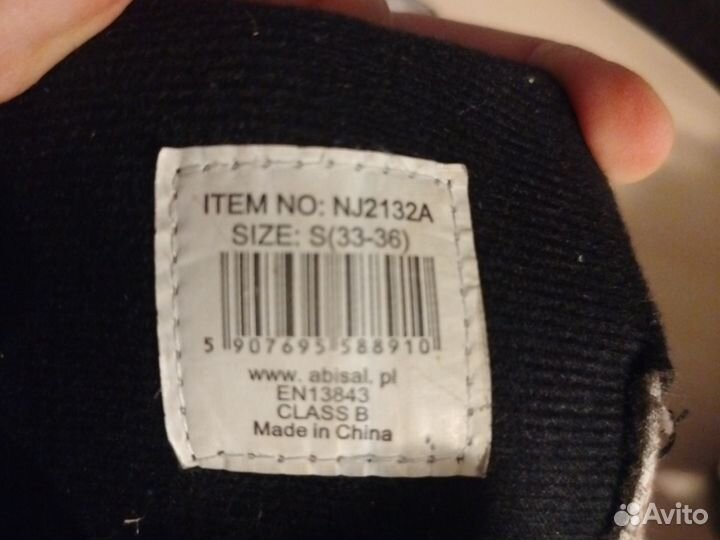 ITEM NO: NJ2132A
SIZE: S(33-36)
5 907695 588910
www. abisal. pl
EN13843
CLASS B
Made in China
Avito